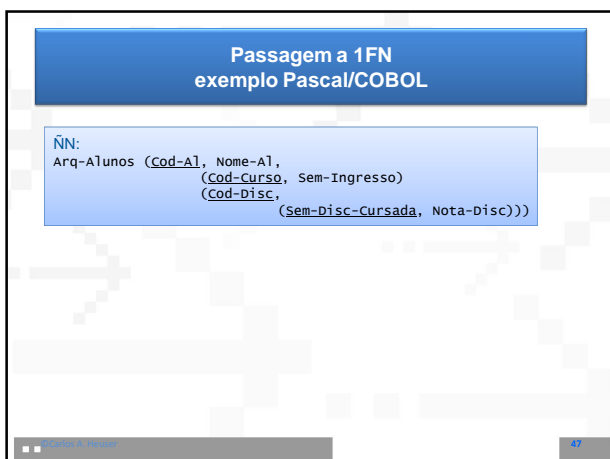 Passagem a 1FN
exemplo Pascal/COBOL
ÑN:
Arq-Alunos (Cod-Al, Nome-Al,
(Cod-Curso, Sem-Ingresso)
(Cod-Disc,
(Sem-Disc-Cursada, Nota-Disc)))
©Carlos A. Heuser
47